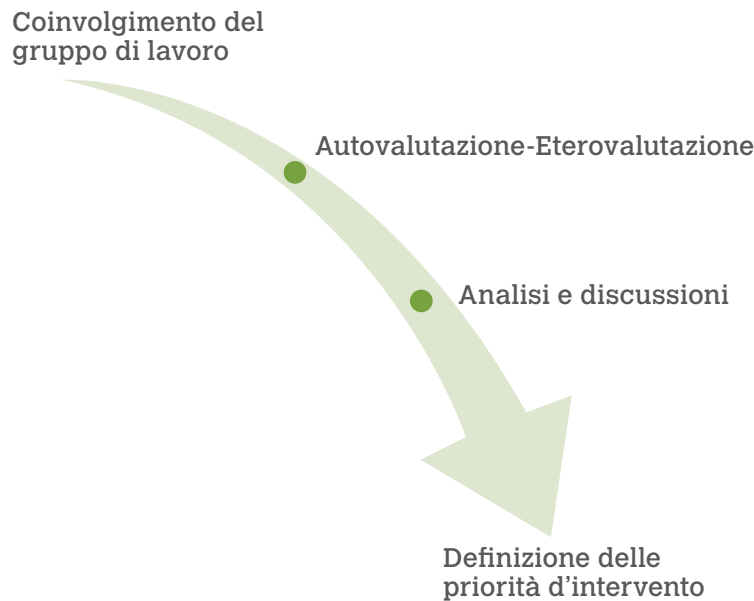 Coinvolgimento del
gruppo di lavoro
Autovalutazione-Eterovalutazione
Analisi e discussioni
Definizione delle
priorità d’intervento